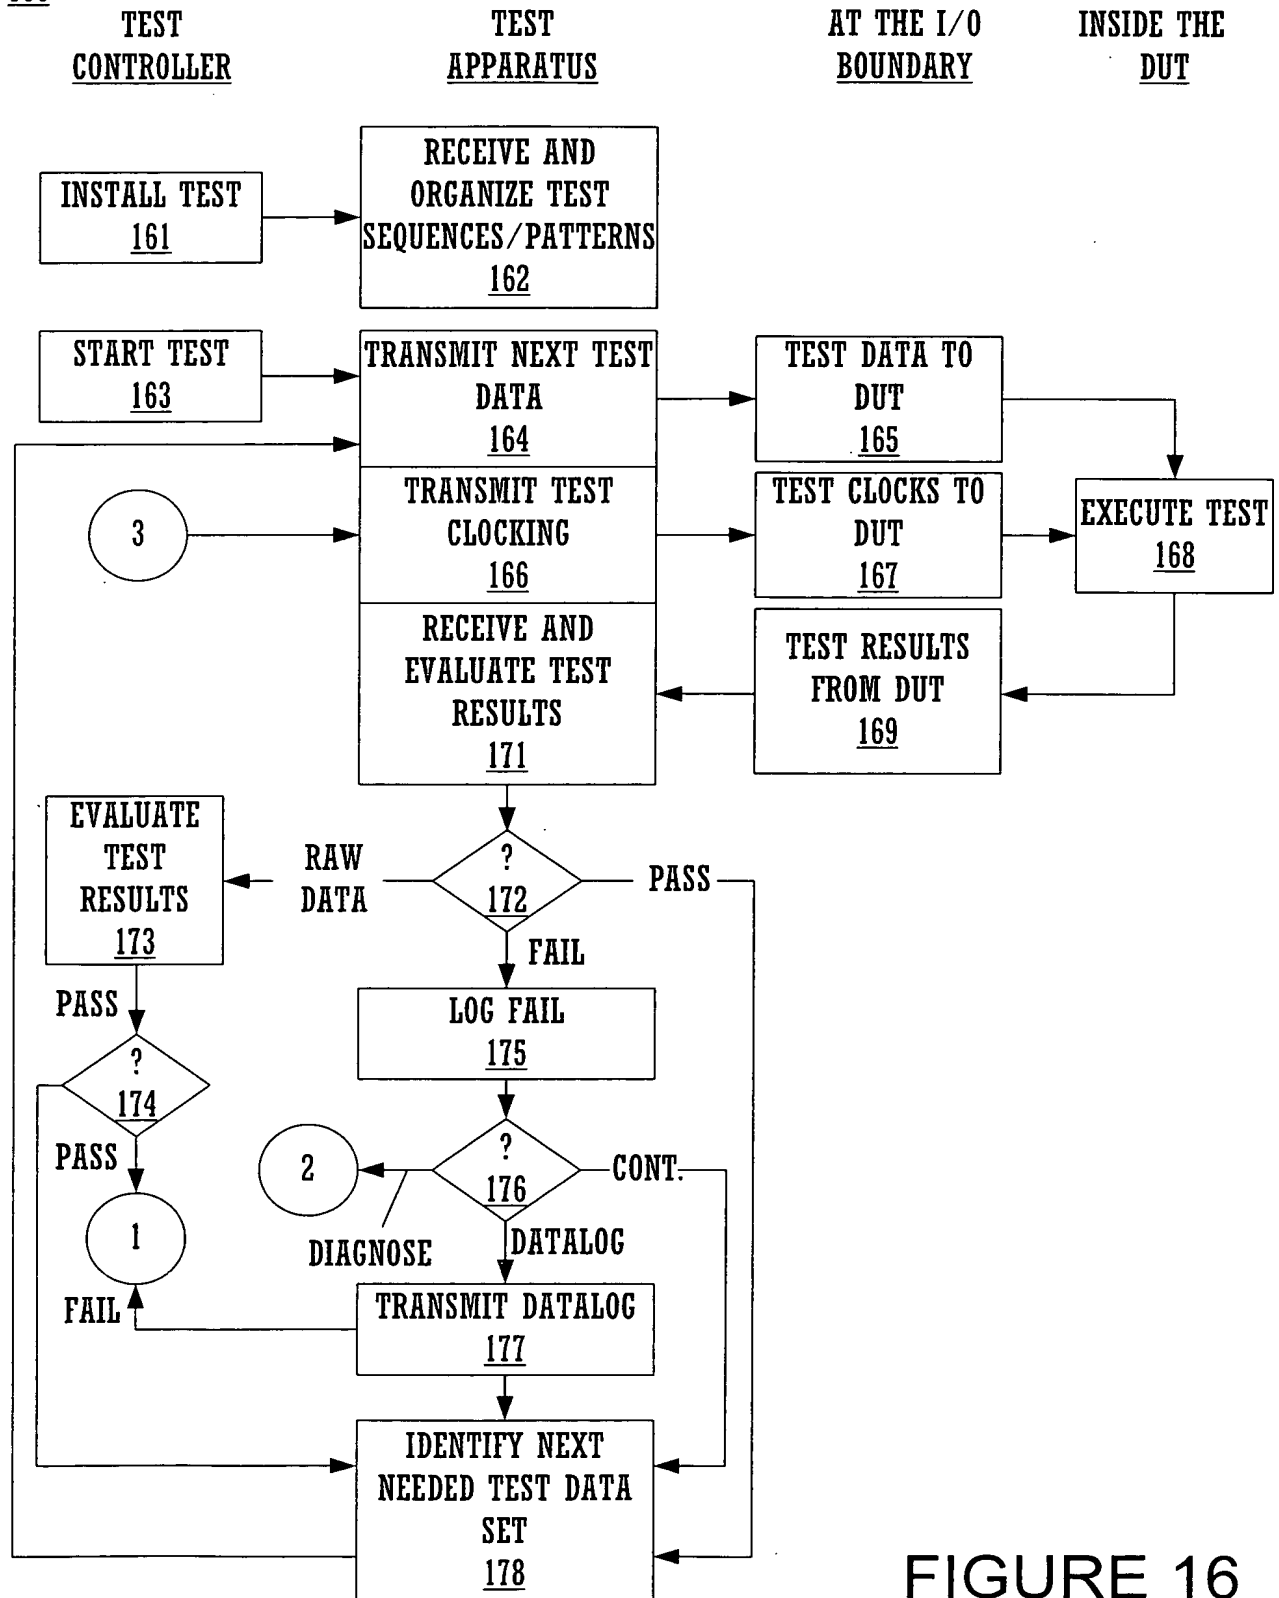 TEST
CONTROLLER
TEST
APPARATUS
AT THE I/O
BOUNDARY
INSIDE THE
DUT
INSTALL TEST
161
RECEIVE AND
ORGANIZE TEST
SEQUENCES/PATTERNS
162
START TEST
163
TRANSMIT NEXT TEST
DATA
164
TEST DATA TO
DUT
165
3
TRANSMIT TEST
CLOCKING
166
TEST CLOCKS TO
DUT
167
EXECUTE TEST
168
RECEIVE AND
EVALUATE TEST
RESULTS
171
TEST RESULTS
FROM DUT
169
EVALUATE
TEST
RESULTS
173
RAW
DATA
?
172
PASS
FAIL
PASS
LOG FAIL
175
?
174
PASS
1
FAIL
2
?
176
CONT.
DIAGNOSE
DATALOG
TRANSMIT DATALOG
177
IDENTIFY NEXT
NEEDED TEST DATA
SET
178
FIGURE 16